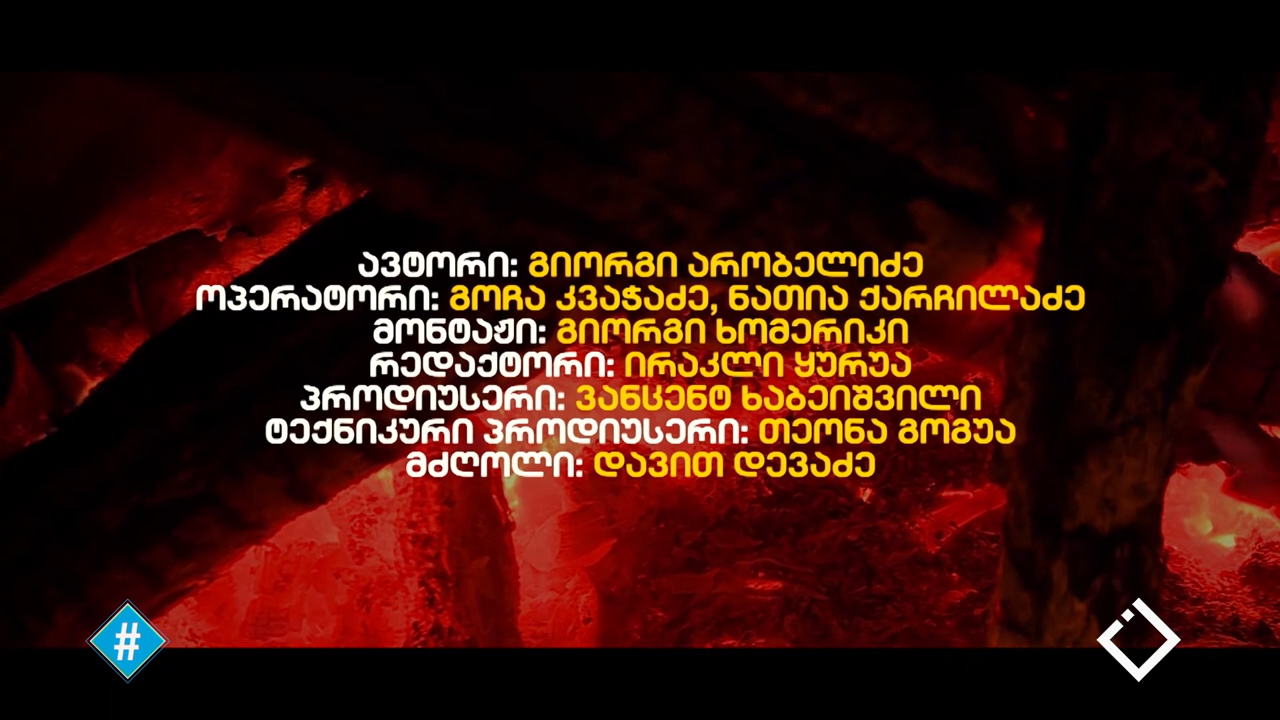 ავტორი: გიორგი არობელიძე
ოპერატორი: გოჩა კვაჭაძე, ნათია ქარჩილაძე
მონტაჟი: გიორგი ხომერიკი
რედაქტორი: ირაკლი ყურუა
პროდიუსერი: ვანცენტ ხაბეიშვილი
ტექნიკური პროდიუსერი: თეონა გოგუა
მძღოლი: დავით დევაძე
#